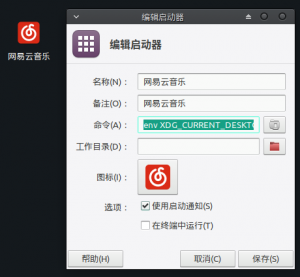 编辑启动器
编辑启动器
网易云音乐
名称(N)： 网易云音乐
备注(O)： 网易云音乐
命令(A)： env XDG_CURRENT_DESKT
工作目录(D)：
图标(I)：
选项： 使用启动通知(S)
在终端中运行(T)
帮助(H) 取消(C) 保存(S)